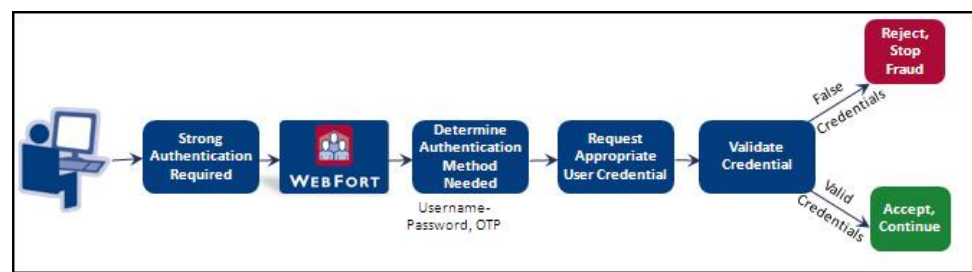 Strong
Authentication
Required
WEBFORT
Determine
Authentication
Method
Needed
Username-
Password, OTP
Request
Appropriate
User Credential
Validate
Credential
False
Credentials
Reject,
Stop
Fraud
Valid
Credentials
Accept,
Continue